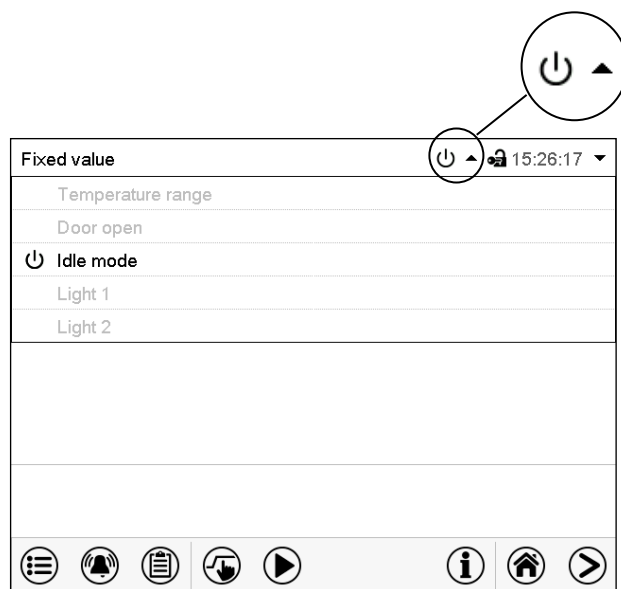 Fixed value 15:26:17
Temperature range
Door open
Idle mode
Light 1
Light 2